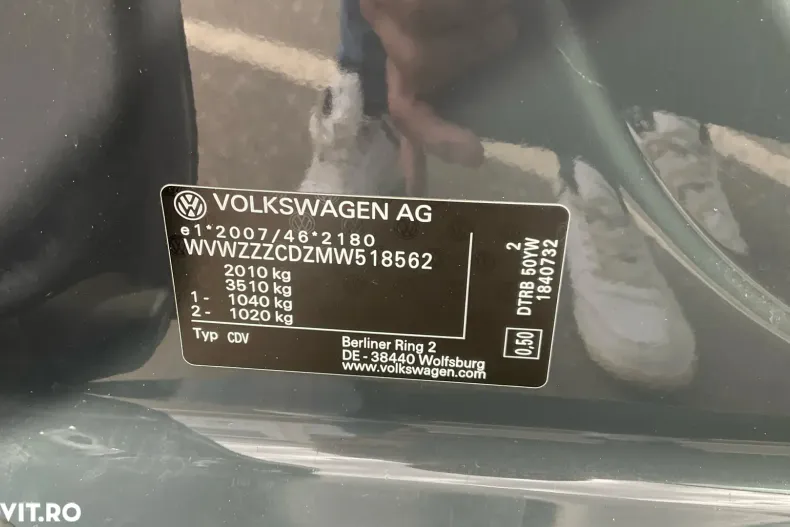 VOLKSWAGEN AG
e1*2007/46*2180
WVWZZZCDZMW518562
2010 kg
3510 kg
1- 1040 kg
2- 1020 kg
Typ CDV
Berliner Ring 2
DE-38440 Wolfsburg
www.volkswagen.com
2
DTRB 50YW
1840732
0,50
VIT.RO